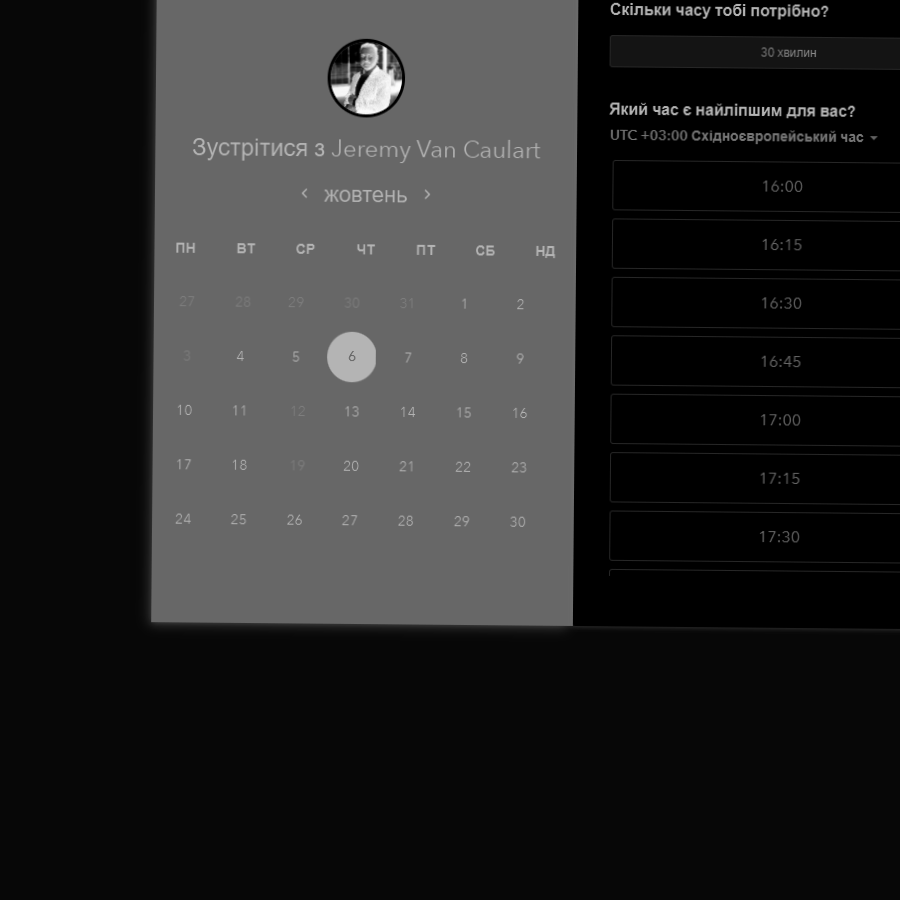 Зустрітися з Jeremy Van Caulart
жовтень
ПН ВТ СР ЧТ ПТ СБ НД
27 28 29 30 31 1 2
3 4 5 6 7 8 9
10 11 12 13 14 15 16
17 18 19 20 21 22 23
24 25 26 27 28 29 30
Скільки часу тобі потрібно?
30 хвилин
Який час є найліпшим для вас?
UTC +03:00 Східноєвропейський час
16:00
16:15
16:30
16:45
17:00
17:15
17:30